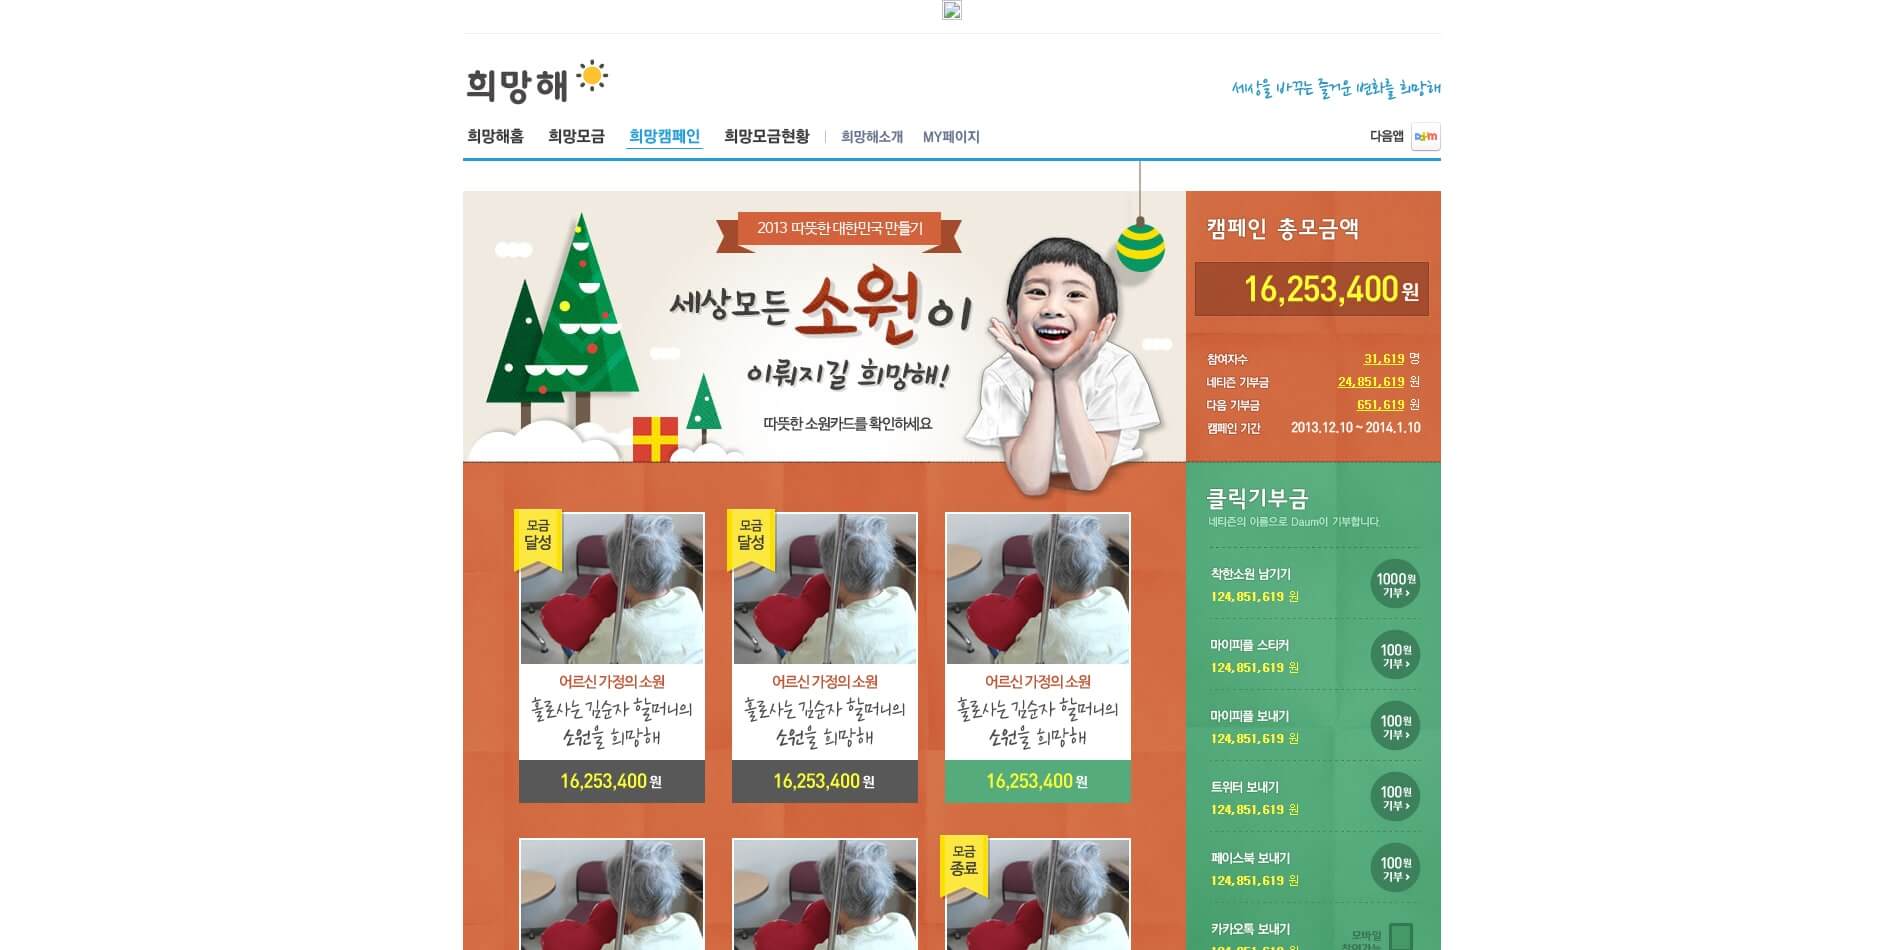 희망해
세상을 바꾸는 즐거운 변화를 희망해
희망해홈 희망모금 희망캠페인 희망모금현황 희망해소개 MY페이지
다음앱 Daum
2013 따뜻한 대한민국 만들기
세상모든 소원이
이뤄지길 희망해!
따뜻한 소원카드를 확인하세요
캠페인 총모금액
16,253,400원
참여자수 31,619 명
네티즌 기부금 24,851,619 원
다음 기부금 651,619 원
캠페인 기간 2013.12.10 ~ 2014.1.10
모금
달성
어르신 가정의 소원
홀로사는 김순자 할머니의
소원을 희망해
16,253,400원
모금
달성
어르신 가정의 소원
홀로사는 김순자 할머니의
소원을 희망해
16,253,400원
어르신 가정의 소원
홀로사는 김순자 할머니의
소원을 희망해
16,253,400원
모금
종료
클릭기부금
네티즌의 이름으로 Daum이 기부합니다.
착한소원 남기기
124,851,619 원
1000원
기부 ›
마이피플 스티커
124,851,619 원
100원
기부 ›
마이피플 보내기
124,851,619 원
100원
기부 ›
트위터 보내기
124,851,619 원
100원
기부 ›
페이스북 보내기
124,851,619 원
100원
기부 ›
카카오톡 보내기
124,851,619 원
모바일